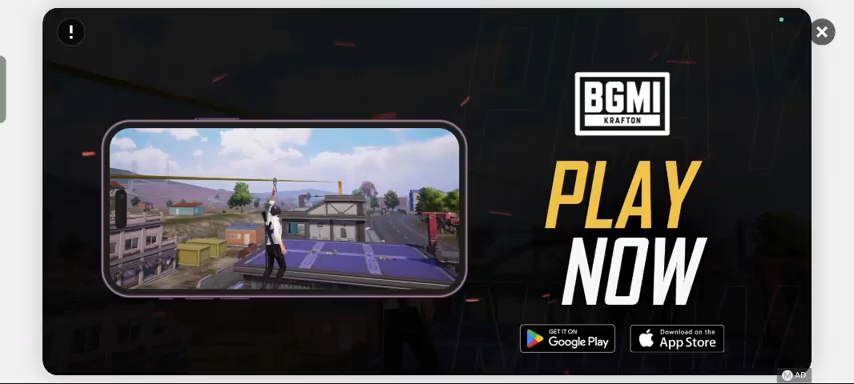 !
BGMI
KRAFTON
PLAY
NOW
GET IT ON
Google Play
Download on the
App Store
AD